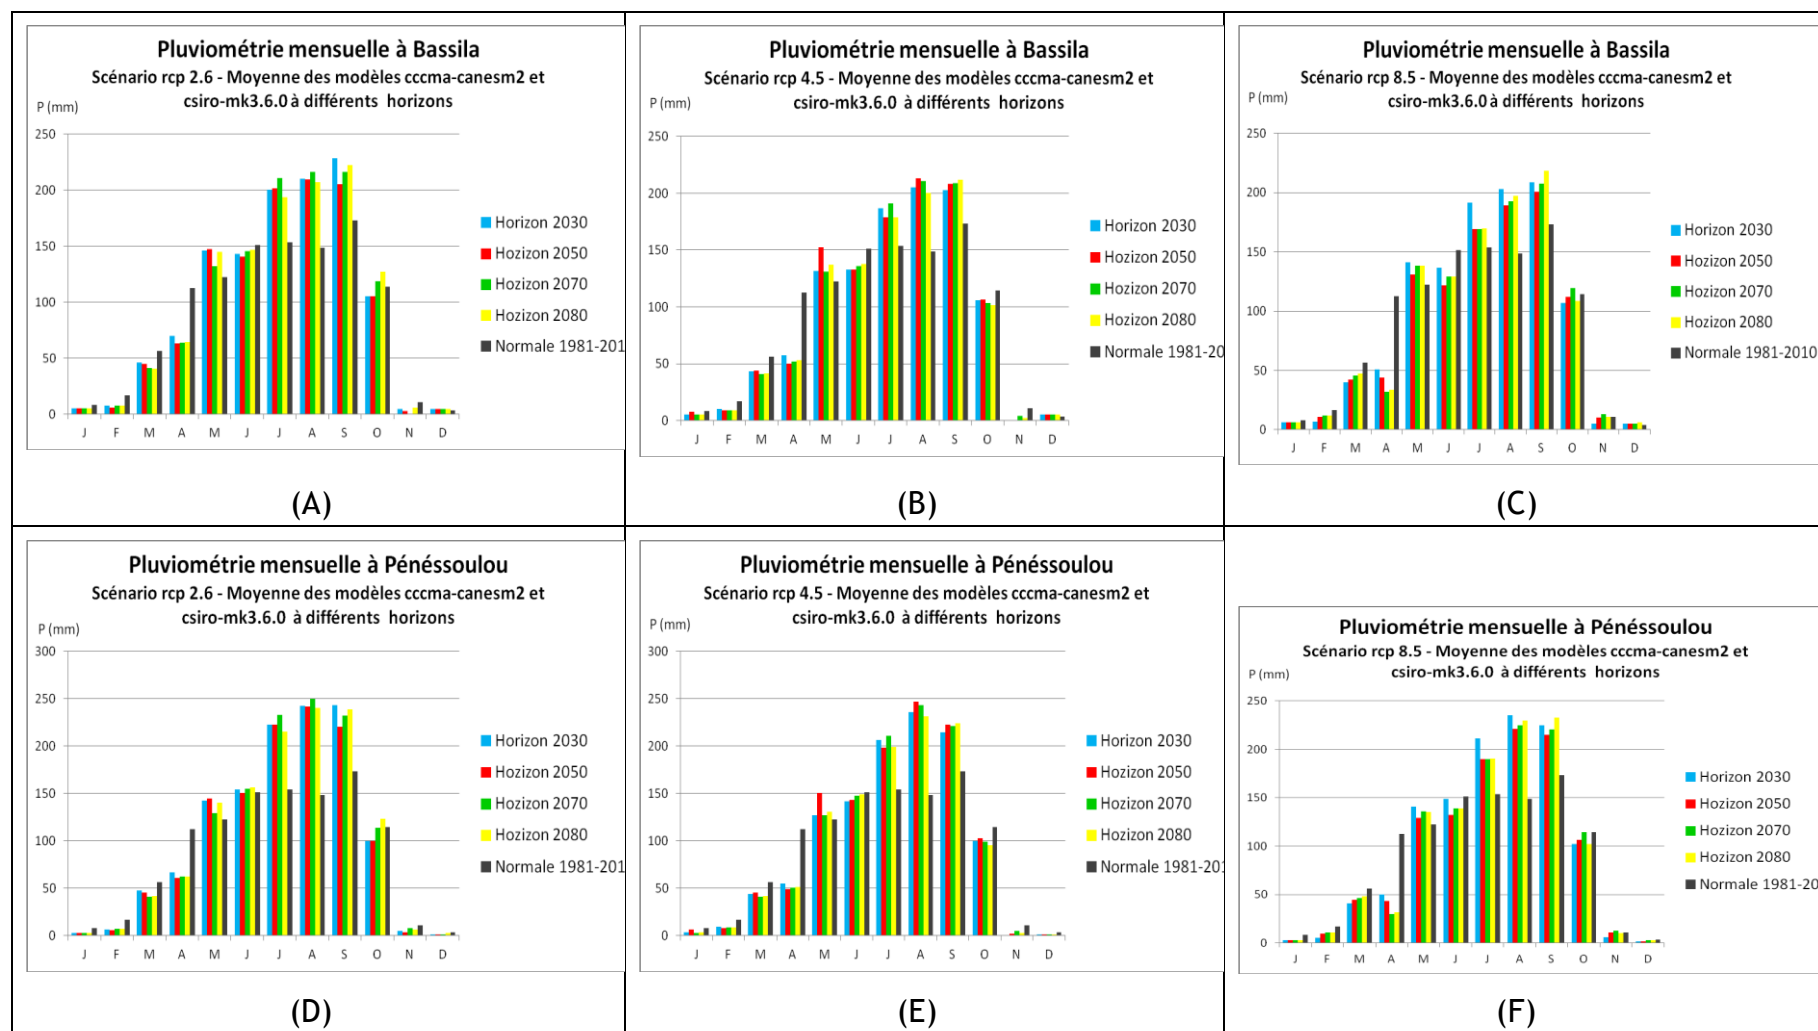 Pluviométrie mensuelle à Bassila
Scénario rcp 2.6 - Moyenne des modèles cccma-canesm2 et
csiro-mk3.6.0 à différents horizons
P (mm)
250
200
150
100
50
0
J F M A M J J A S O N D
Horizon 2030
Hozizon 2050
Hozizon 2070
Hozizon 2080
Normale 1981-201
(A)
Pluviométrie mensuelle à Bassila
Scénario rcp 4.5 - Moyenne des modèles cccma-canesm2 et
csiro-mk3.6.0 à différents horizons
P (mm)
250
200
150
100
50
0
J F M A M J J A S O N D
Horizon 2030
Hozizon 2050
Hozizon 2070
Hozizon 2080
Normale 1981-20
(B)
Pluviométrie mensuelle à Bassila
Scénario rcp 8.5 - Moyenne des modèles cccma-canesm2 et
csiro-mk3.6.0 à différents horizons
P (mm)
250
200
150
100
50
0
J F M A M J J A S O N D
Horizon 2030
Hozizon 2050
Hozizon 2070
Hozizon 2080
Normale 1981-2010
(C)
Pluviométrie mensuelle à Pénéssoulou
Scénario rcp 2.6 - Moyenne des modèles cccma-canesm2 et
csiro-mk3.6.0 à différents horizons
P (mm)
300
250
200
150
100
50
0
J F M A M J J A S O N D
Horizon 2030
Hozizon 2050
Hozizon 2070
Hozizon 2080
Normale 1981-201
(D)
Pluviométrie mensuelle à Pénéssoulou
Scénario rcp 4.5 - Moyenne des modèles cccma-canesm2 et
csiro-mk3.6.0 à différents horizons
P (mm)
300
250
200
150
100
50
0
J F M A M J J A S O N D
Horizon 2030
Hozizon 2050
Hozizon 2070
Hozizon 2080
Normale 1981-201
(E)
Pluviométrie mensuelle à Pénéssoulou
Scénario rcp 8.5 - Moyenne des modèles cccma-canesm2 et
csiro-mk3.6.0 à différents horizons
P (mm)
250
200
150
100
50
0
J F M A M J J A S O N D
Horizon 2030
Hozizon 2050
Hozizon 2070
Hozizon 2080
Normale 1981-20
(F)